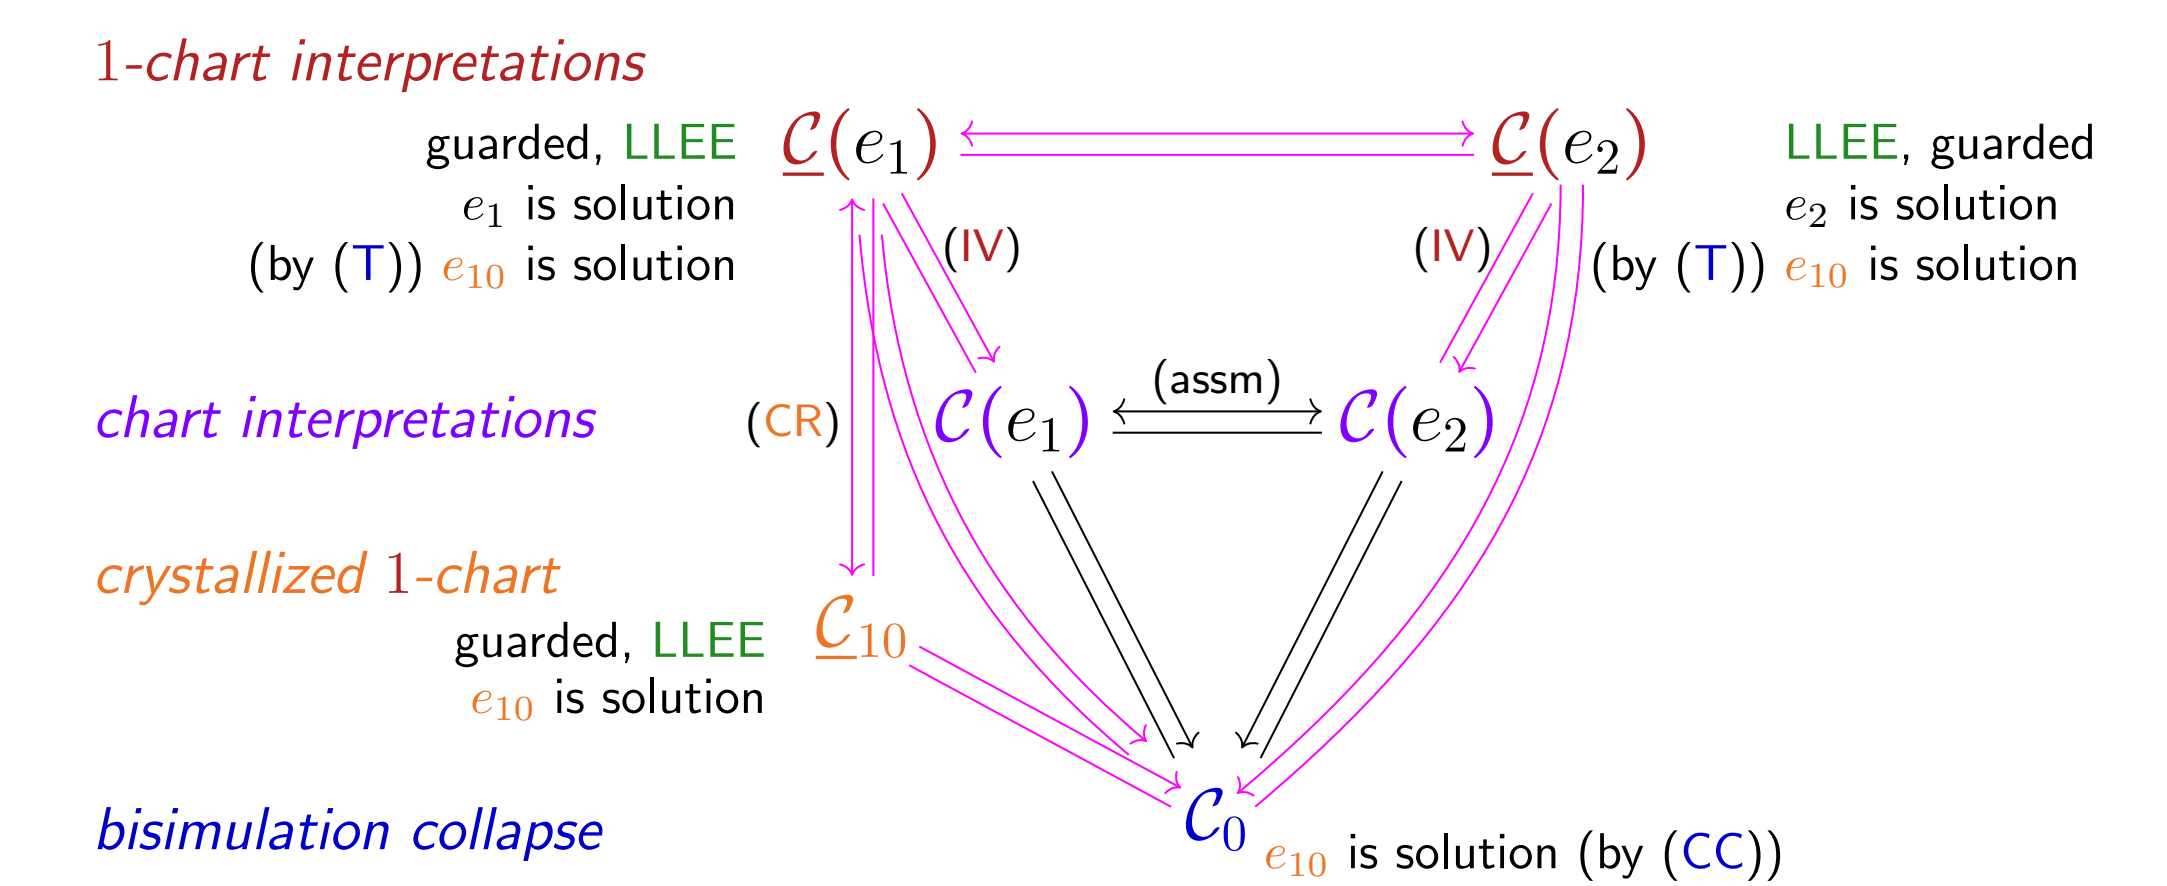 1-chart interpretations
guarded, LLEE C(e1) C(e2) LLEE, guarded
e1 is solution e2 is solution
(by (T)) e10 is solution (IV) (IV) (by (T)) e10 is solution
(assm)
chart interpretations (CR) C(e1) C(e2)
crystallized 1-chart
guarded, LLEE C10
e10 is solution
bisimulation collapse C0
e10 is solution (by (CC))